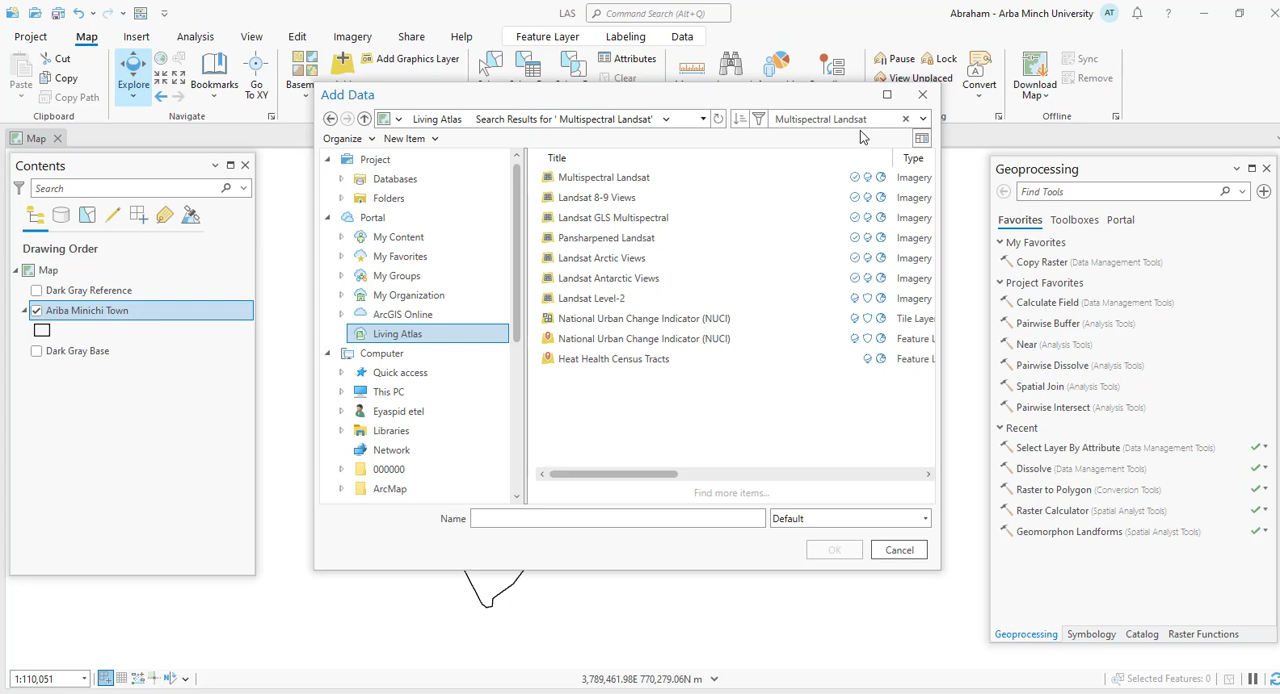 LAS
Command Search (Alt+Q)
Abraham - Arba Minch University
AT
?
Project
Map
Insert
Analysis
View
Edit
Imagery
Share
Help
Feature Layer
Labeling
Data
Paste
Cut
Copy
Copy Path
Clipboard
Explore
Bookmarks
Go
To XY
Navigate
Basem
Add Graphics Layer
Attributes
Clear
Pause
Lock
View Unplaced
Convert
Download
Map
Sync
Remove
Offline
Map
Contents
Search
Drawing Order
Map
Dark Gray Reference
Ariba Minichi Town
Dark Gray Base
Add Data
Living Atlas
Search Results for ' Multispectral Landsat'
Multispectral Landsat
Organize
New Item
Project
Databases
Folders
Portal
My Content
My Favorites
My Groups
My Organization
ArcGIS Online
Living Atlas
Computer
Quick access
This PC
Eyaspid etel
Libraries
Network
000000
ArcMap
Title
Type
Multispectral Landsat
Imagery
Landsat 8-9 Views
Imagery
Landsat GLS Multispectral
Imagery
Pansharpened Landsat
Imagery
Landsat Arctic Views
Imagery
Landsat Antarctic Views
Imagery
Landsat Level-2
Imagery
National Urban Change Indicator (NUCI)
Tile Laye
National Urban Change Indicator (NUCI)
Feature L
Heat Health Census Tracts
Feature L
Find more items...
Name
Default
OK
Cancel
Geoprocessing
Find Tools
Favorites
Toolboxes
Portal
My Favorites
Copy Raster (Data Management Tools)
Project Favorites
Calculate Field (Data Management Tools)
Pairwise Buffer (Analysis Tools)
Near (Analysis Tools)
Pairwise Dissolve (Analysis Tools)
Spatial Join (Analysis Tools)
Pairwise Intersect (Analysis Tools)
Recent
Select Layer By Attribute (Data Management Tools)
Dissolve (Data Management Tools)
Raster to Polygon (Conversion Tools)
Raster Calculator (Spatial Analyst Tools)
Geomorphon Landforms (Spatial Analyst Tools)
Geoprocessing
Symbology
Catalog
Raster Functions
1:110,051
3,789,461.98E 770,279.06N m
Selected Features: 0